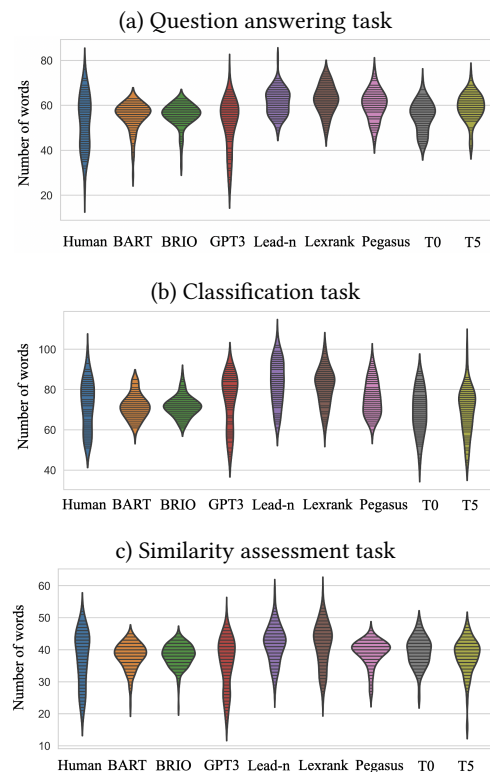 (a) Question answering task
Number of words
80
60
40
20
Human BART BRIO GPT3 Lead-n Lexrank Pegasus T0 T5
(b) Classification task
Number of words
100
80
60
40
Human BART BRIO GPT3 Lead-n Lexrank Pegasus T0 T5
c) Similarity assessment task
Number of words
60
50
40
30
20
10
Human BART BRIO GPT3 Lead-n Lexrank Pegasus T0 T5